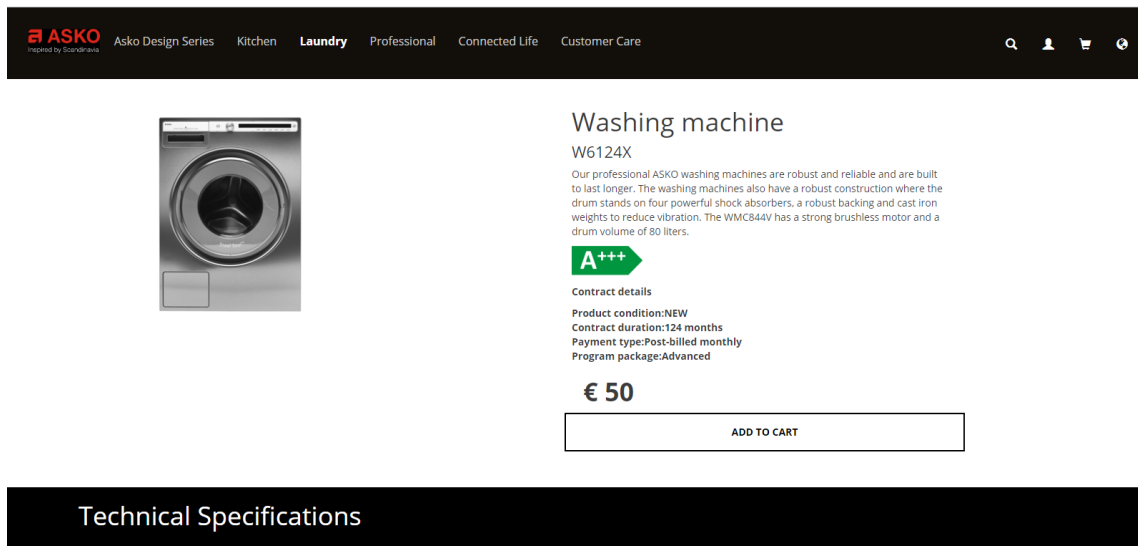 ASKO
Inspired by Scandinavia
Asko Design Series Kitchen Laundry Professional Connected Life Customer Care
Washing machine
W6124X
Our professional ASKO washing machines are robust and reliable and are built
to last longer. The washing machines also have a robust construction where the
drum stands on four powerful shock absorbers, a robust backing and cast iron
weights to reduce vibration. The WMC844V has a strong brushless motor and a
drum volume of 80 liters.
A+++
Contract details
Product condition:NEW
Contract duration:124 months
Payment type:Post-billed monthly
Program package:Advanced
€ 50
ADD TO CART
Technical Specifications